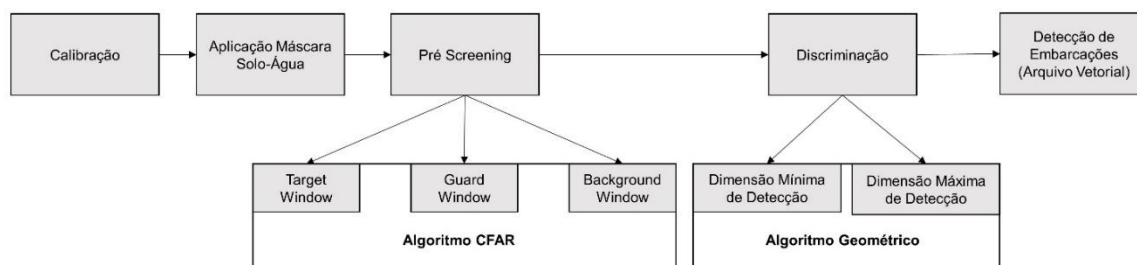 Calibração
Aplicação Máscara
Solo-Água
Pré Screening
Discriminação
Detecção de
Embarcações
(Arquivo Vetorial)
Target
Window
Guard
Window
Background
Window
Algoritmo CFAR
Dimensão Mínima
de Detecção
Dimensão Máxima
de Detecção
Algoritmo Geométrico